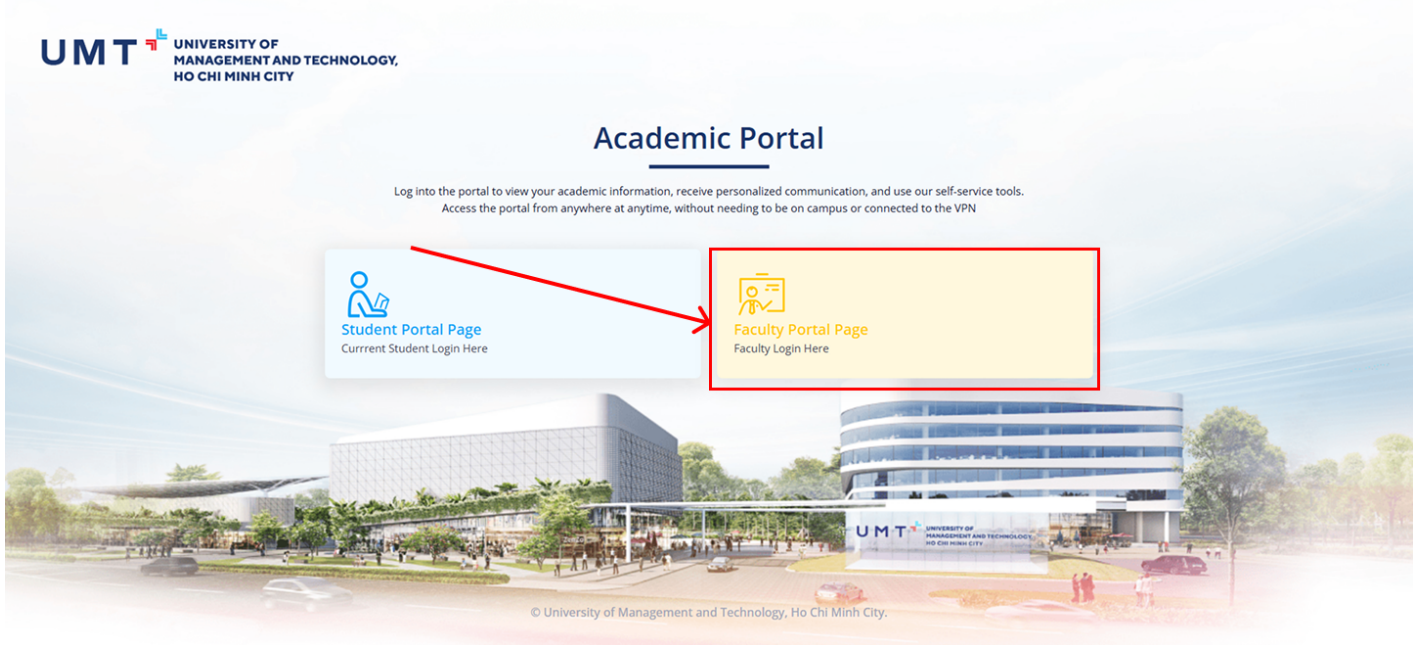 UMT
UNIVERSITY OF
MANAGEMENT AND TECHNOLOGY,
HO CHI MINH CITY
Academic Portal
Log into the portal to view your academic information, receive personalized communication, and use our self-service tools.
Access the portal from anywhere at anytime, without needing to be on campus or connected to the VPN
Student Portal Page
Currrent Student Login Here
Faculty Portal Page
Faculty Login Here
UMT
UNIVERSITY OF
MANAGEMENT AND TECHNOLOGY
HO CHI MINH CITY
© University of Management and Technology, Ho Chi Minh City.